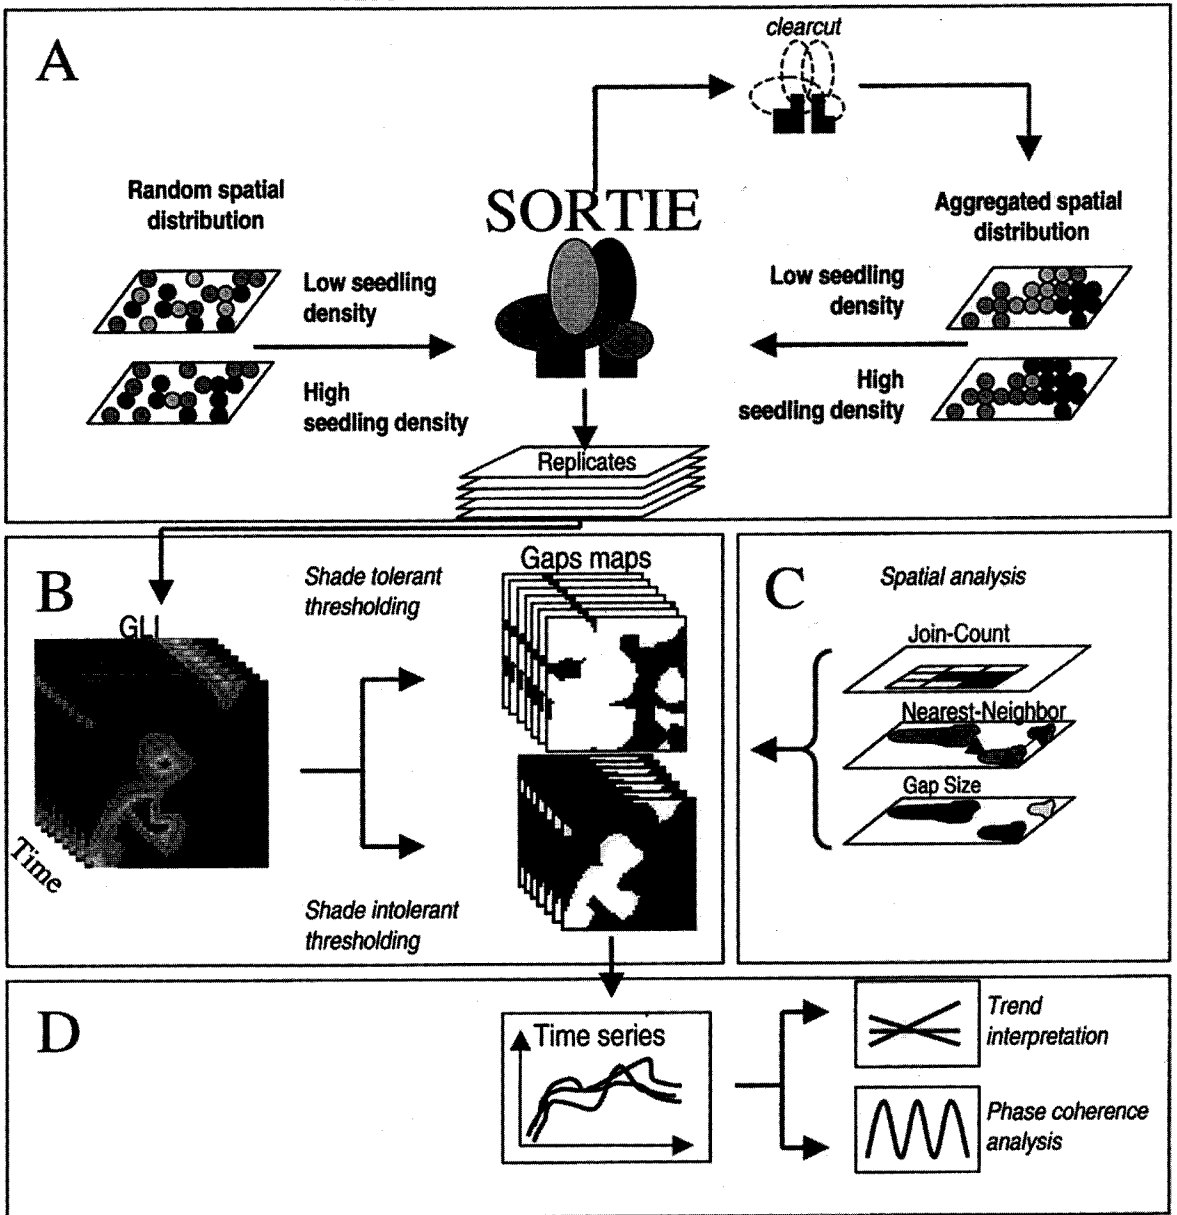 A
clearcut
Random spatial
distribution
SORTIE
Aggregated spatial
distribution
Low seedling
density
Low seedling
density
High
seedling density
High
seedling density
Replicates
B
Shade tolerant
thresholding
Gaps maps
GLI
Time
Shade intolerant
thresholding
C
Spatial analysis
Join-Count
Nearest-Neighbor
Gap Size
D
Time series
Trend
interpretation
Phase coherence
analysis